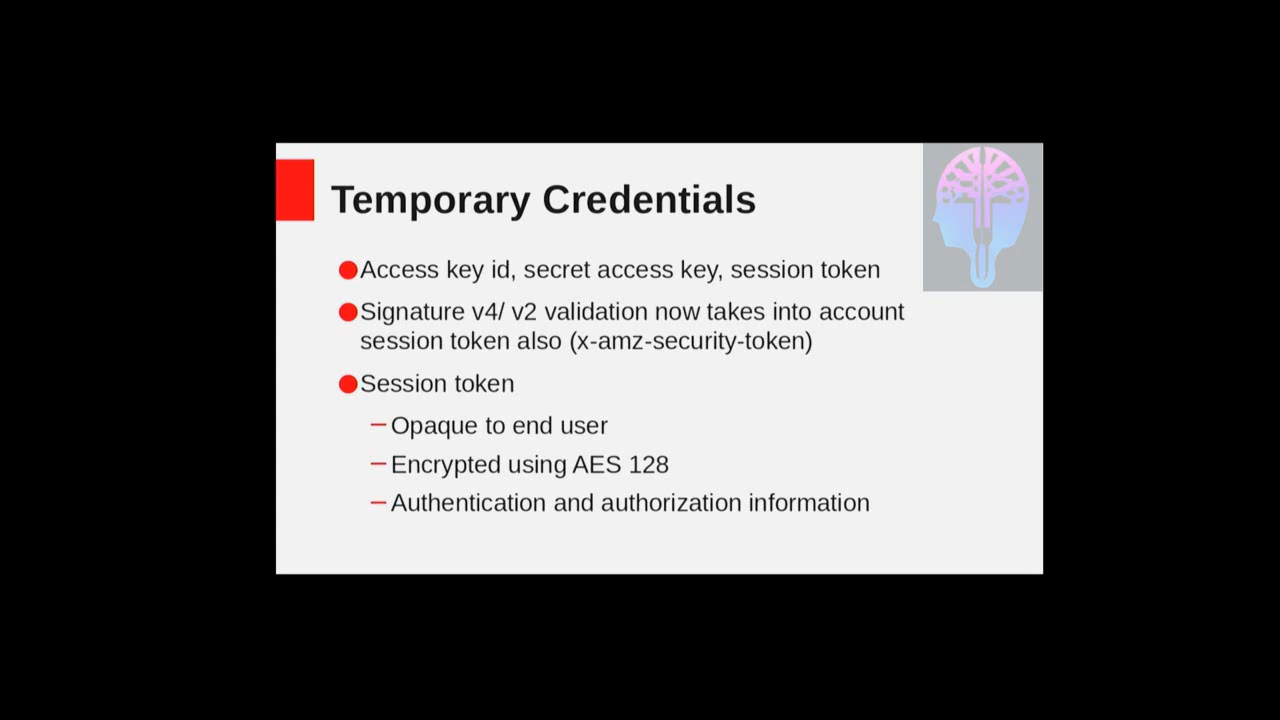 Temporary Credentials
Access key id, secret access key, session token
Signature v4/ v2 validation now takes into account
session token also (x-amz-security-token)
Session token
Opaque to end user
Encrypted using AES 128
Authentication and authorization information